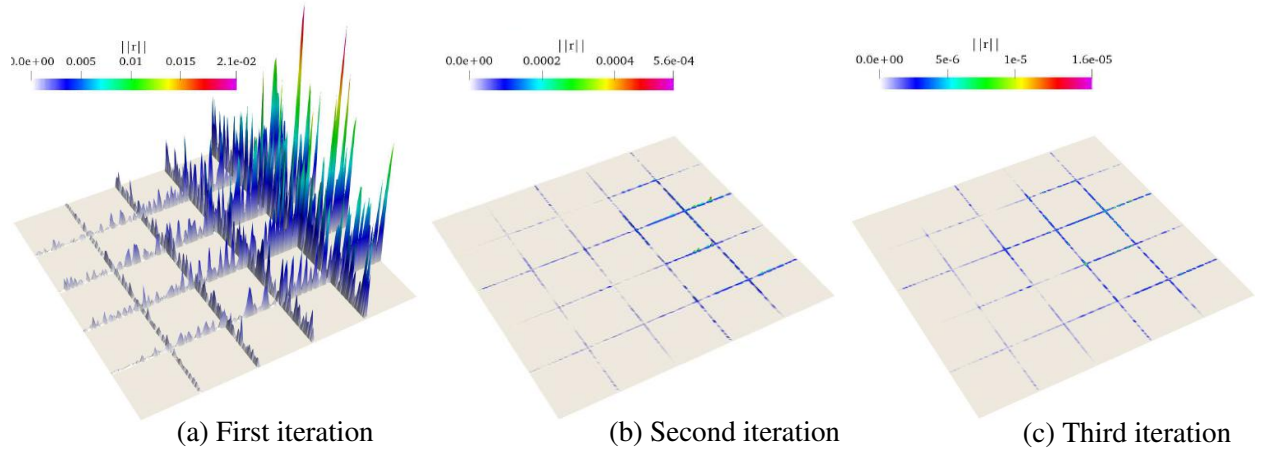 ||r||
0.0e+00 0.005 0.01 0.015 2.1e-02
||r||
0.0e+00 0.0002 0.0004 5.6e-04
||r||
0.0e+00 5e-6 1e-5 1.6e-05
(a) First iteration
(b) Second iteration
(c) Third iteration